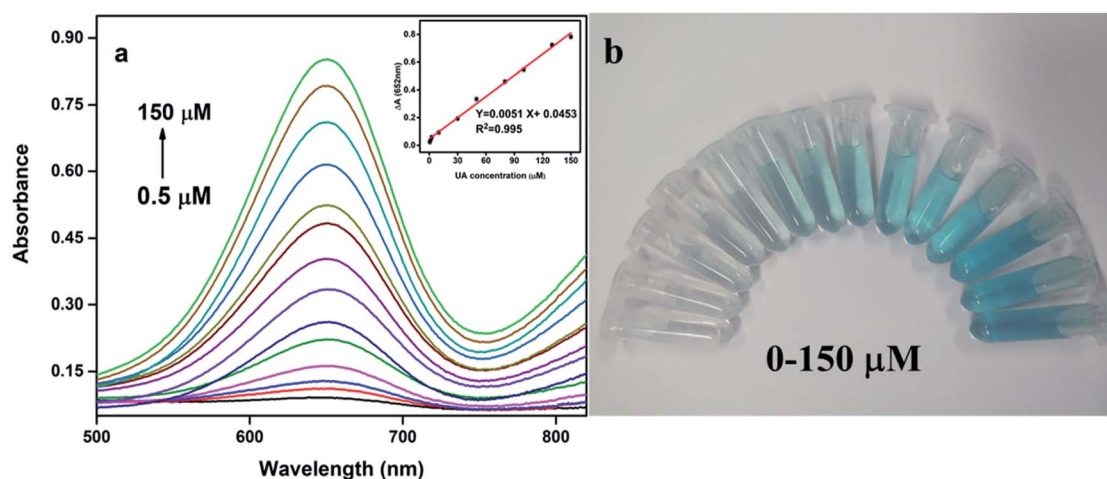 a
0.90
0.75
0.60
0.45
0.30
0.15
Absorbance
150 μM
0.5 μM
500
600
700
800
Wavelength (nm)
0.8
0.6
0.4
0.2
0.0
ΔA (652nm)
Y=0.0051 X+ 0.0453
R²=0.995
0
30
60
90
120
150
UA concentration (μM)
b
0-150 μM